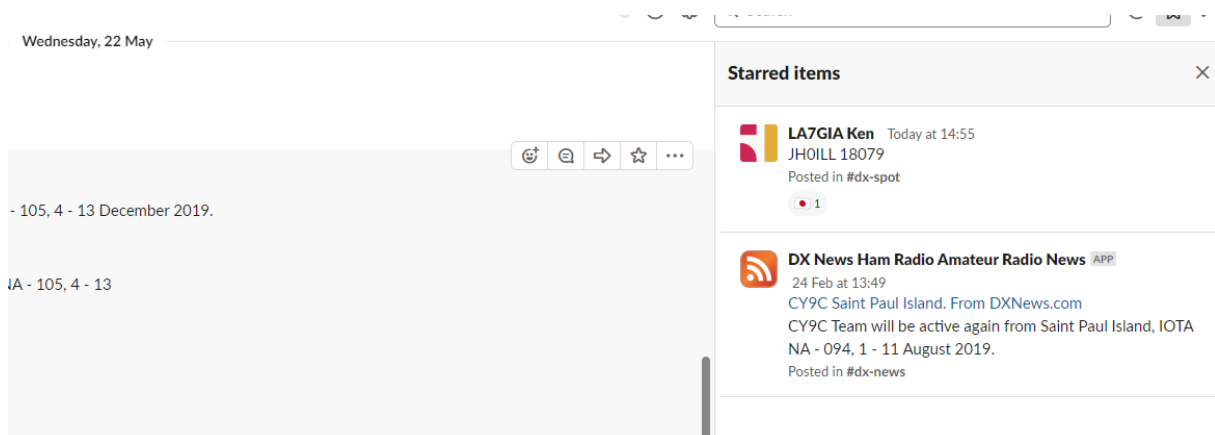 Wednesday, 22 May
- 105, 4 - 13 December 2019.
A - 105, 4 - 13
Starred items
LA7GIA Ken Today at 14:55
JH0ILL 18079
Posted in #dx-spot
1
DX News Ham Radio Amateur Radio News APP
24 Feb at 13:49
CY9C Saint Paul Island. From DXNews.com
CY9C Team will be active again from Saint Paul Island, IOTA
NA - 094, 1 - 11 August 2019.
Posted in #dx-news